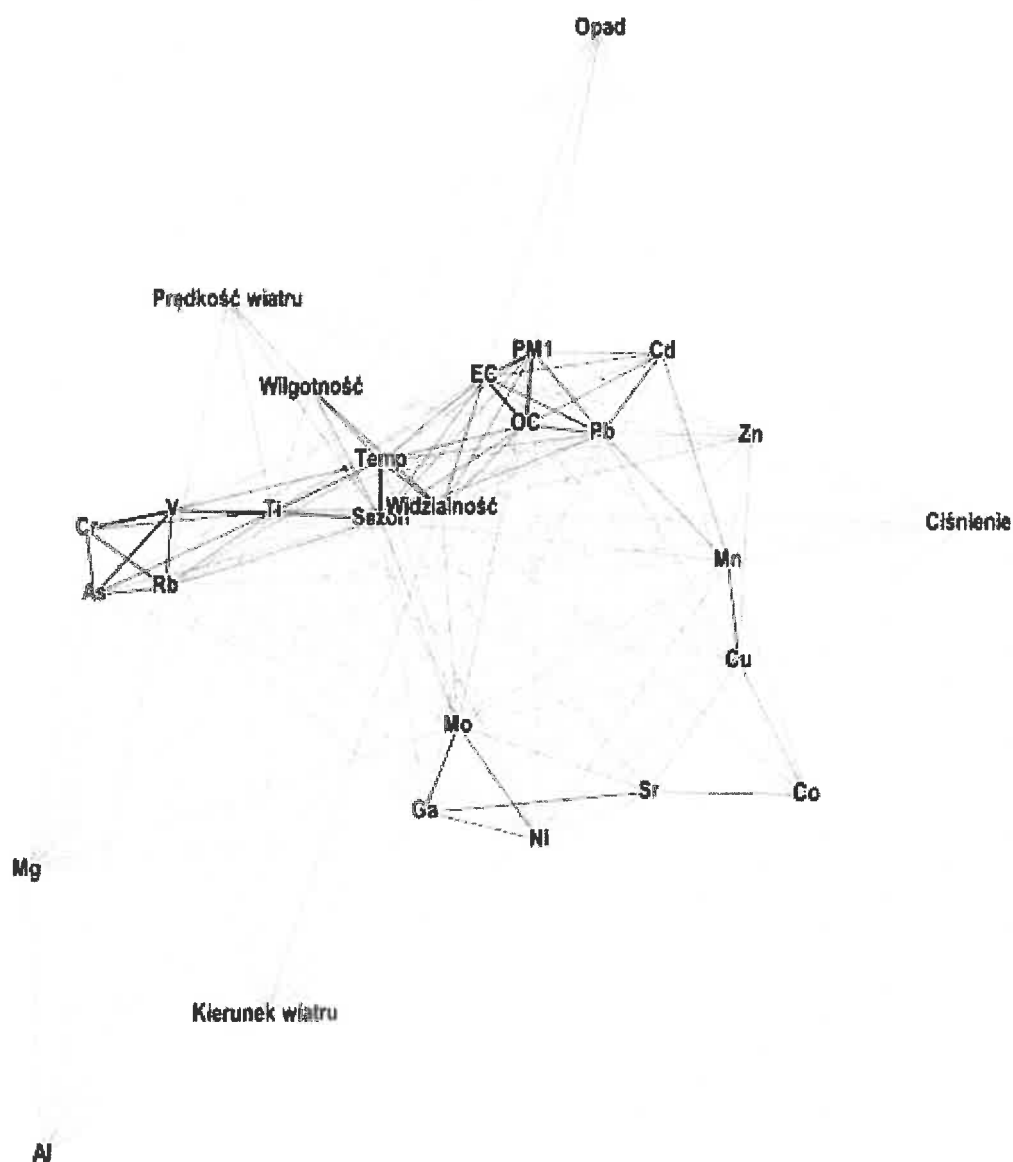 Opad
Prędkość wiatru
PM1
Cd
EC
Wilgotność
OC
Pb
Zn
Temp
Widzialność
V
Ti
Sezon
Cr
Ciśnienie
Mn
As
Rb
Cu
Mo
Ga
Sr
Co
Ni
Mg
Kierunek wiatru
Al